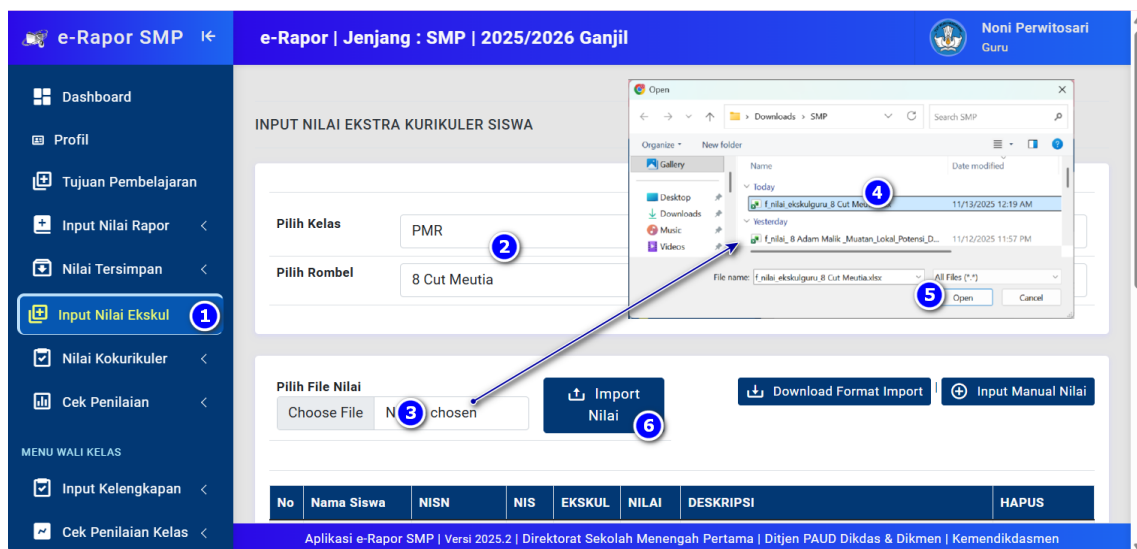 e-Rapor SMP
e-Rapor | Jenjang : SMP | 2025/2026 Ganjil
Noni Perwitosari
Guru
Dashboard
Profil
Tujuan Pembelajaran
Input Nilai Rapor
Nilai Tersimpan
Input Nilai Ekskul
1
Nilai Kokurikuler
Cek Penilaian
MENU WALI KELAS
Input Kelengkapan
Cek Penilaian Kelas
INPUT NILAI EKSTRA KURIKULER SISWA
Pilih Kelas
PMR
2
Pilih Rombel
8 Cut Meutia
Open
Downloads > SMP
Search SMP
Organize
New folder
Gallery
Desktop
Downloads
Music
Videos
Name
Date modified
Today
4
f_nilai_ekskulguru_8 Cut
11/13/2025 12:19 AM
Yesterday
f_nilai_ 8 Adam Malik _Muatan_Lokal_Potensi_D...
11/12/2025 11:57 PM
File name:
f_nilai_ekskulguru_8 Cut Meutia.xlsx
All Files (*.*)
5
Open
Cancel
Pilih File Nilai
Choose File
3
chosen
Import
Nilai
6
Download Format Import
|
Input Manual Nilai
No
Nama Siswa
NISN
NIS
EKSKUL
NILAI
DESKRIPSI
HAPUS
Aplikasi e-Rapor SMP | Versi 2025.2 | Direktorat Sekolah Menengah Pertama | Ditjen PAUD Dikdas & Dikmen | Kemendikdasmen